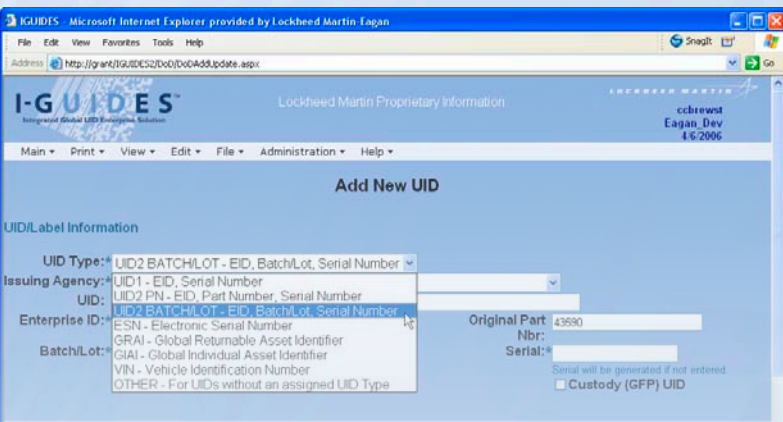 IGUIDES - Microsoft Internet Explorer provided by Lockheed Martin-Eagan
File Edit View Favorites Tools Help
SnagIt
Address http://grant/IGUIDES2/DoD/DoDAddUpdate.aspx
Go
I-GUIDES™
Integrated Global UID Enterprise Solution
Lockheed Martin Proprietary Information
LOCKHEED MARTIN
ccbrewst
Eagan_Dev
4/6/2006
Main Print View Edit File Administration Help
Add New UID
UID/Label Information
UID Type:* UID2 BATCH/LOT - EID, Batch/Lot, Serial Number
Issuing Agency:* UID1 - EID, Serial Number
UID: UID2 PN - EID, Part Number, Serial Number
UID2 BATCH/LOT - EID, Batch/Lot, Serial Number
Enterprise ID:* ESN - Electronic Serial Number
Original Part Nbr: 43590
GRAI - Global Returnable Asset Identifier
Batch/Lot:* GIAI - Global Individual Asset Identifier
Serial:*
VIN - Vehicle Identification Number
Serial will be generated if not entered.
OTHER - For UIDs without an assigned UID Type
Custody (GFP) UID